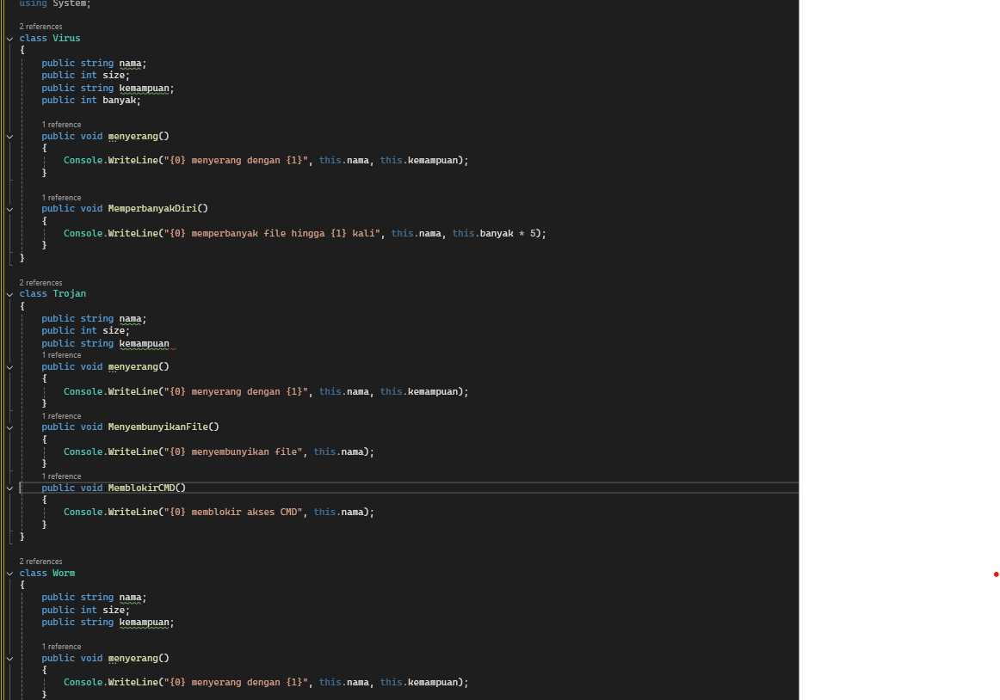 using System;
2 references
class Virus
{
public string nama;
public int size;
public string kemampuan;
public int banyak;
1 reference
public void menyerang()
{
Console.WriteLine("{0} menyerang dengan {1}", this.nama, this.kemampuan);
}
1 reference
public void MemperbanyakDiri()
{
Console.WriteLine("{0} memperbanyak file hingga {1} kali", this.nama, this.banyak * 5);
}
}
2 references
class Trojan
{
public string nama;
public int size;
public string kemampuan
1 reference
public void menyerang()
{
Console.WriteLine("{0} menyerang dengan {1}", this.nama, this.kemampuan);
}
1 reference
public void MenyembunyikanFile()
{
Console.WriteLine("{0} menyembunyikan file", this.nama);
}
1 reference
public void MemblokirCMD()
{
Console.WriteLine("{0} memblokir akses CMD", this.nama);
}
}
2 references
class Worm
{
public string nama;
public int size;
public string kemampuan;
1 reference
public void menyerang()
{
Console.WriteLine("{0} menyerang dengan {1}", this.nama, this.kemampuan);
}